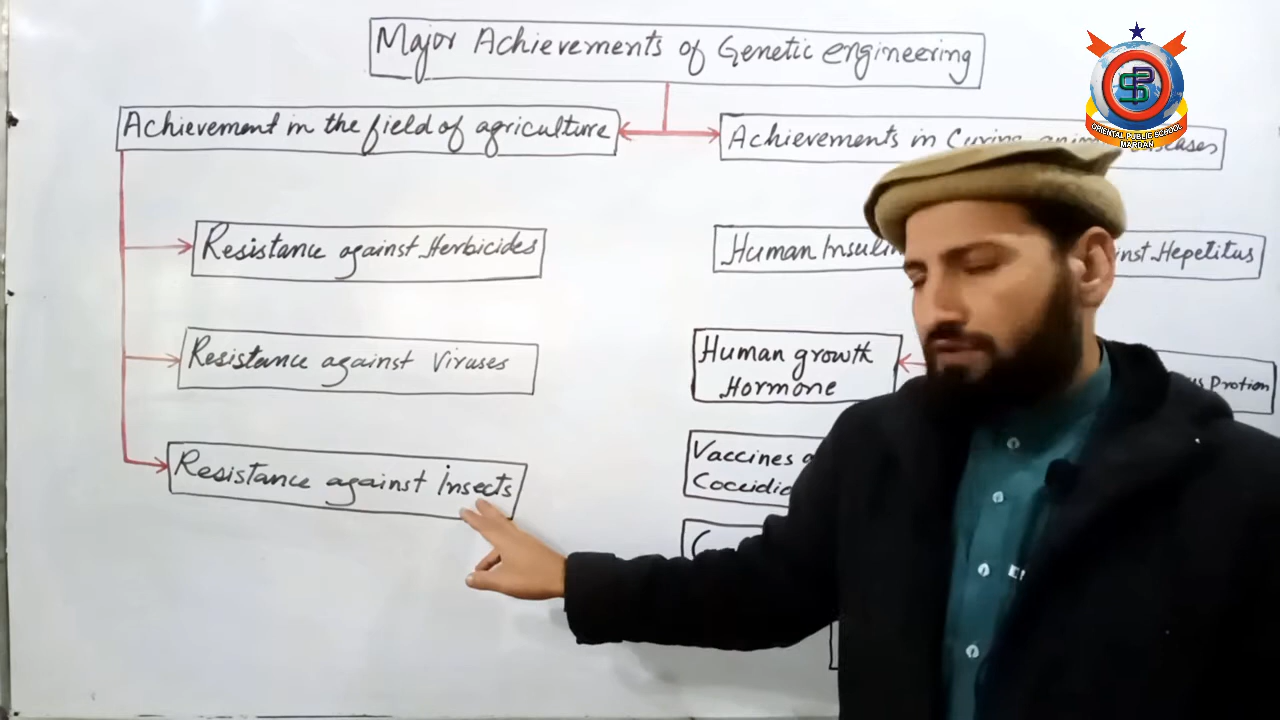 Major Achievements of Genetic engineering
ORIENTAL PUBLIC SCHOOL
MARDAN
Achievement in the field of agriculture
Achievements in Curing
Resistance against Herbicides
Human Insulin
Hepetitus
Resistance against Viruses
Human growth
Hormone
Protion
Resistance against insects
Vaccines